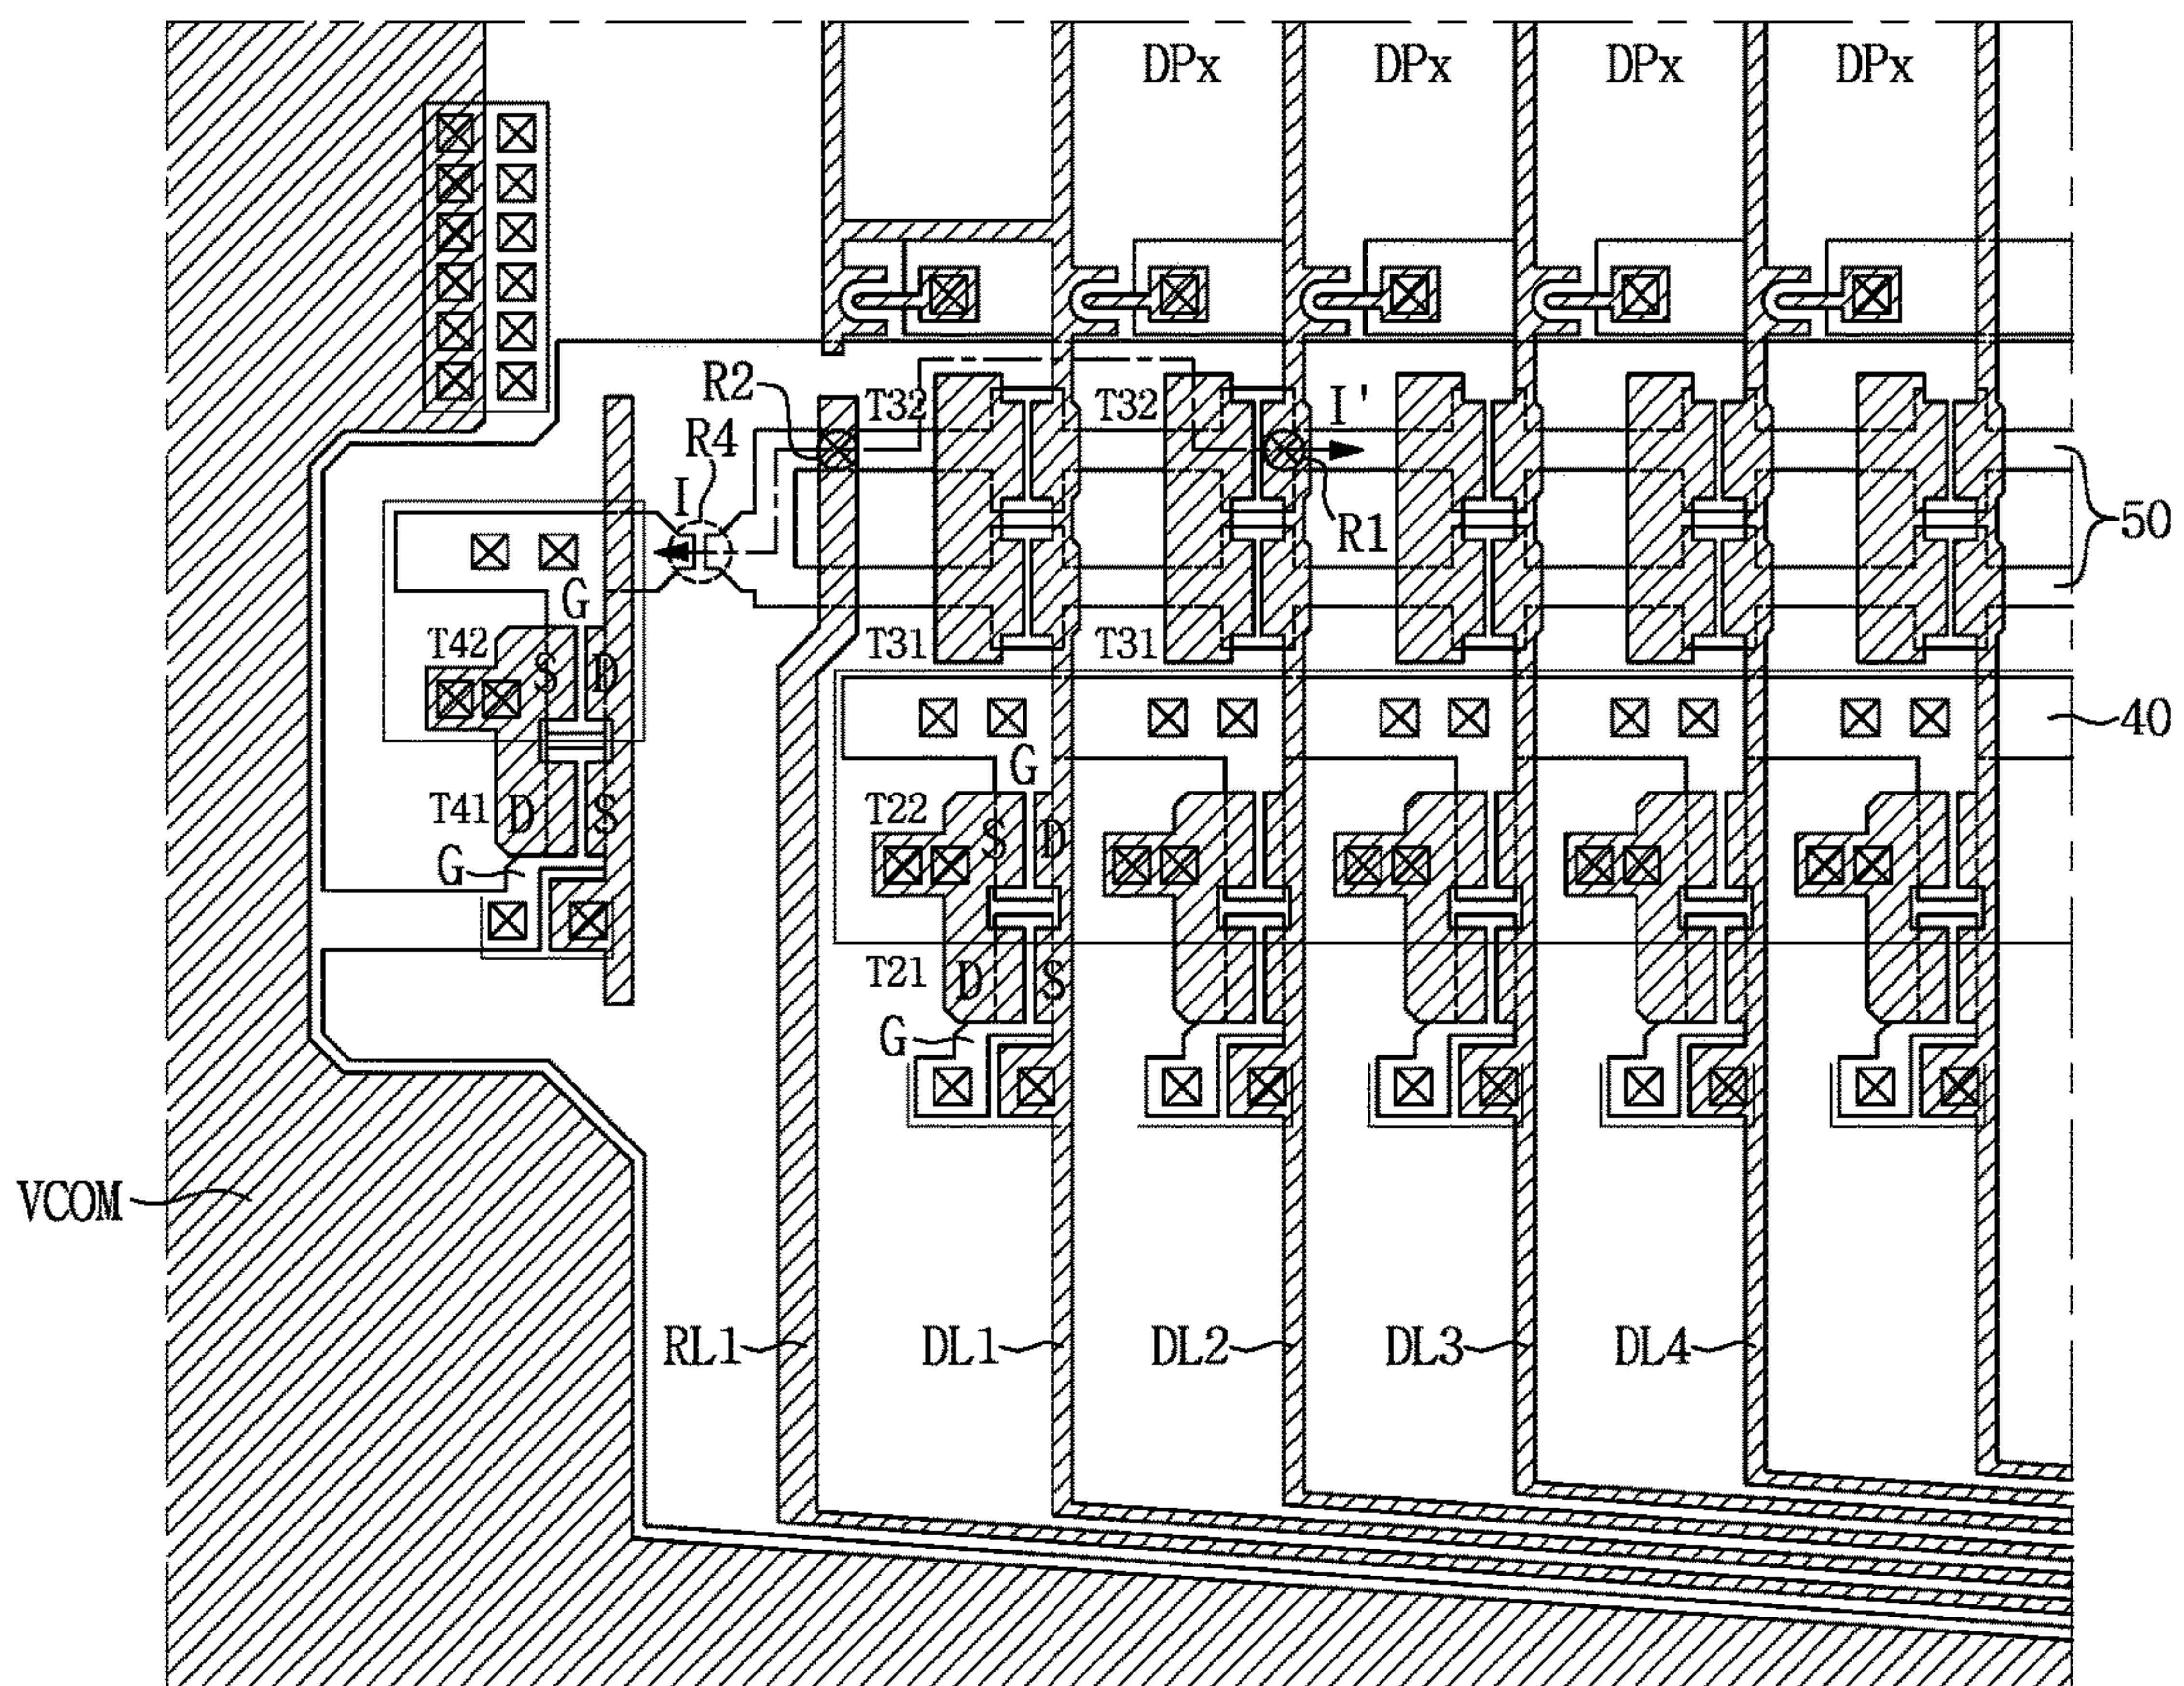 DPx DPx DPx DPx
R2 T32 T32 I'
R4
I
R1 50
G
T42 S D T31 T31
40
G
T41 D S T22 S D
G
T21 D S
G
VCOM
RL1 DL1 DL2 DL3 DL4